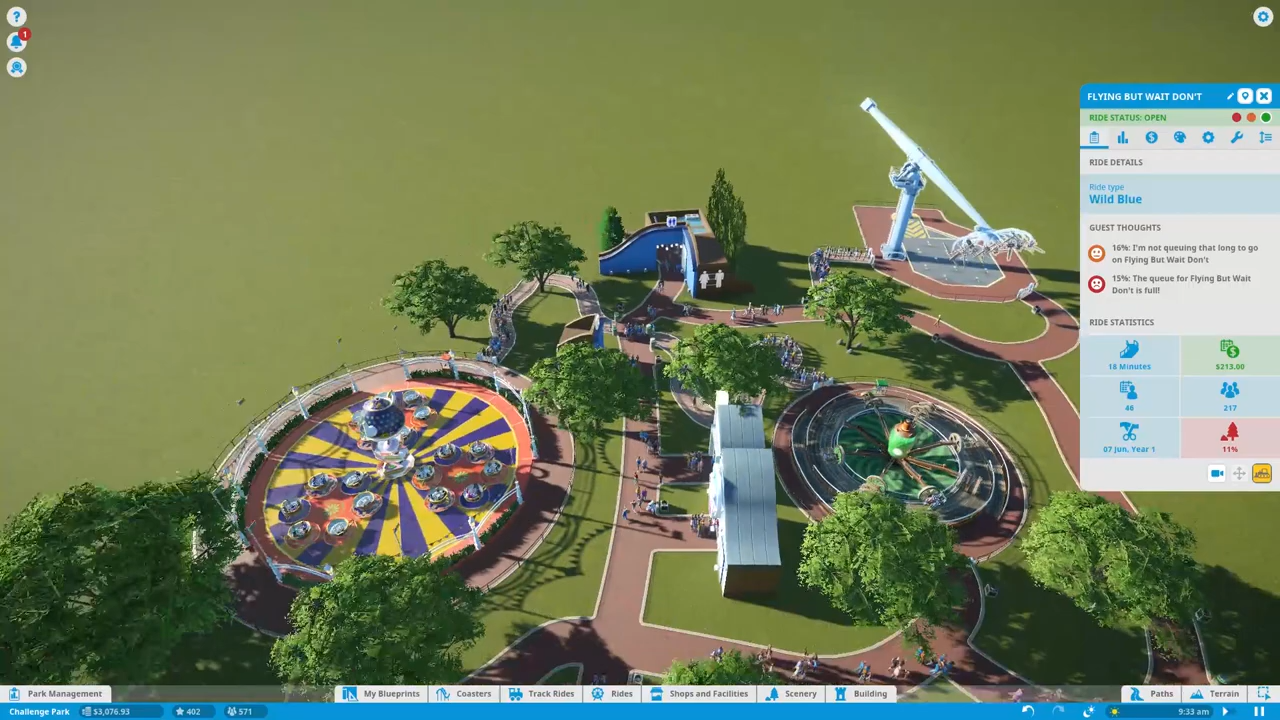 ?
1
FLYING BUT WAIT DON'T
RIDE STATUS: OPEN
RIDE DETAILS
Ride type
Wild Blue
GUEST THOUGHTS
16%: I'm not queuing that long to go
on Flying But Wait Don't
15%: The queue for Flying But Wait
Don't is full!
RIDE STATISTICS
18 Minutes
$213.00
46
217
07 Jun, Year 1
11%
Park Management
My Blueprints
Coasters
Track Rides
Rides
Shops and Facilities
Scenery
Building
Paths
Terrain
Challenge Park
$3,076.93
402
571
9:33 am